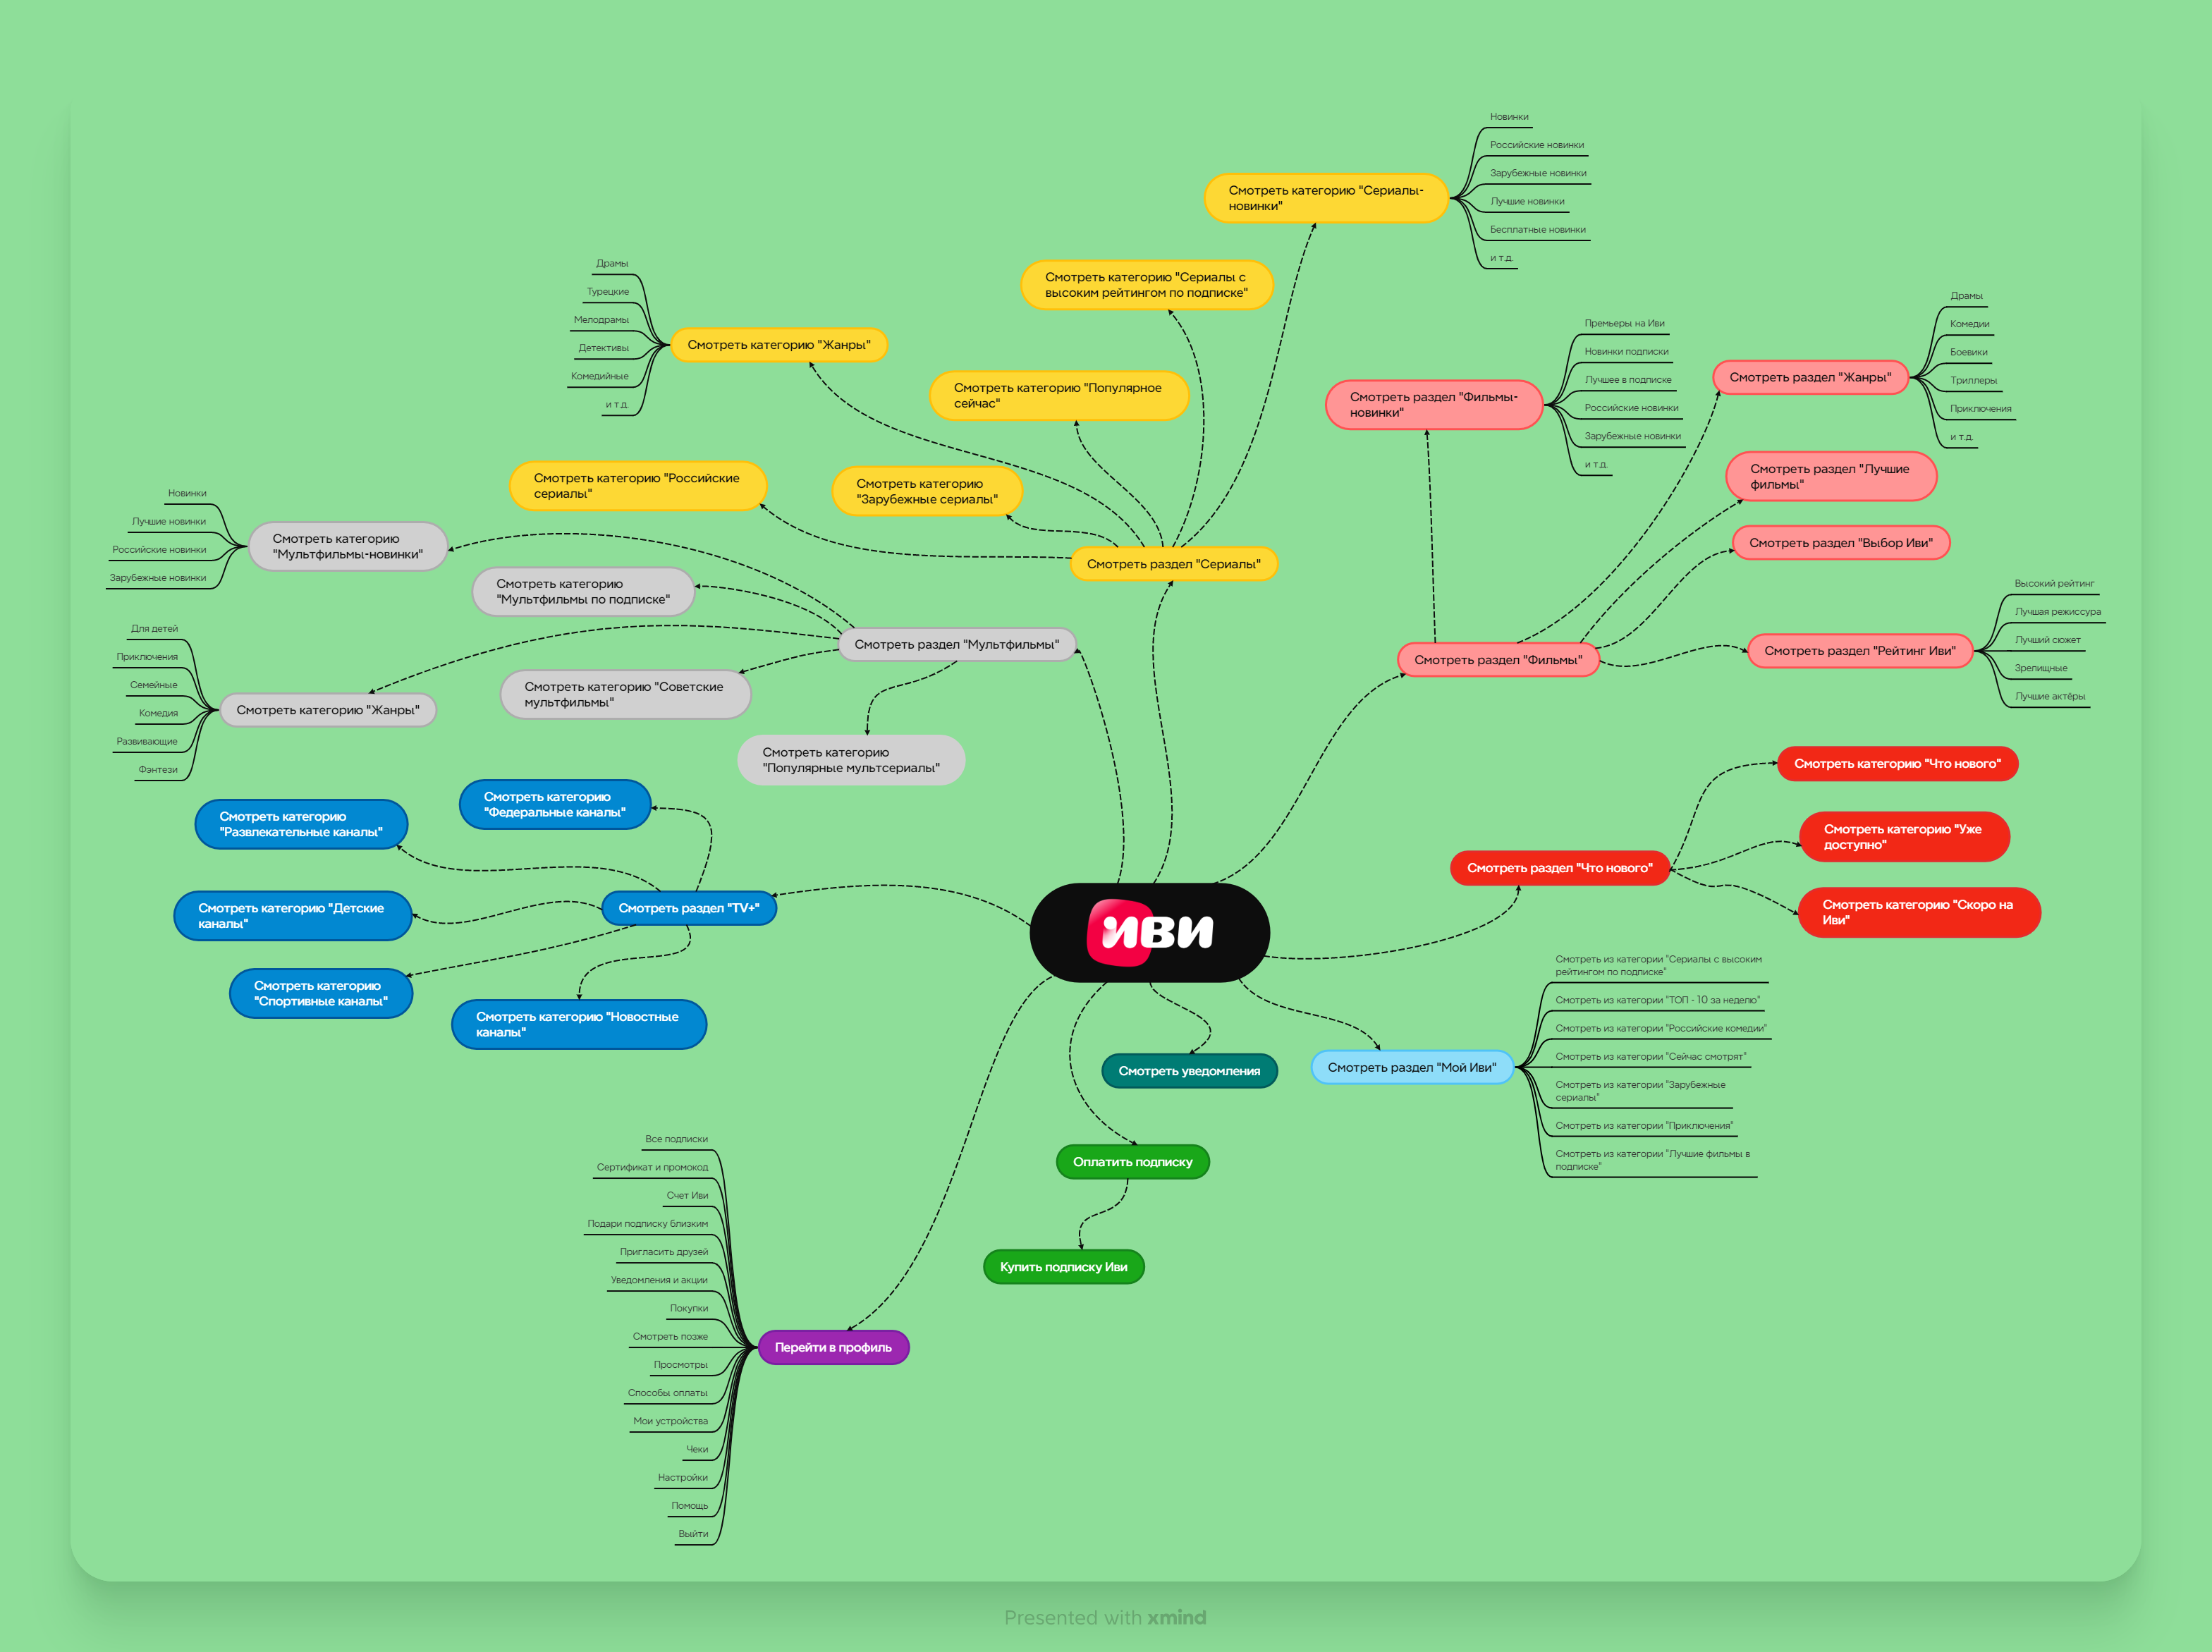 Новинки
Российские новинки
Зарубежные новинки
Лучшие новинки
Бесплатные новинки
и т.д.
Смотреть категорию "Сериалы-
новинки"
Смотреть категорию "Сериалы с
высоким рейтингом по подписке"
Драмы
Турецкие
Мелодрамы
Детективы
Комедийные
и т.д.
Смотреть категорию "Жанры"
Смотреть категорию "Популярное
сейчас"
Смотреть категорию "Российские
сериалы"
Смотреть категорию
"Зарубежные сериалы"
Смотреть раздел "Сериалы"
Премьеры на Иви
Новинки подписки
Лучшее в подписке
Российские новинки
Зарубежные новинки
и т.д.
Смотреть раздел "Фильмы-
новинки"
Драмы
Комедии
Боевики
Триллеры
Приключения
и т.д.
Смотреть раздел "Жанры"
Смотреть раздел "Лучшие
фильмы"
Смотреть раздел "Выбор Иви"
Высокий рейтинг
Лучшая режиссура
Лучший сюжет
Зрелищные
Лучшие актёры
Смотреть раздел "Рейтинг Иви"
Смотреть раздел "Фильмы"
Новинки
Лучшие новинки
Российские новинки
Зарубежные новинки
Смотреть категорию
"Мультфильмы-новинки"
Смотреть категорию
"Мультфильмы по подписке"
Для детей
Приключения
Семейные
Комедия
Развивающие
Фэнтези
Смотреть категорию "Жанры"
Смотреть категорию "Советские
мультфильмы"
Смотреть категорию
"Популярные мультсериалы"
Смотреть раздел "Мультфильмы"
Смотреть категорию
"Федеральные каналы"
Смотреть категорию
"Развлекательные каналы"
Смотреть категорию "Детские
каналы"
Смотреть категорию
"Спортивные каналы"
Смотреть категорию "Новостные
каналы"
Смотреть раздел "TV+"
иви
Смотреть раздел "Что нового"
Смотреть категорию "Что нового"
Смотреть категорию "Уже
доступно"
Смотреть категорию "Скоро на
Иви"
Смотреть раздел "Мой Иви"
Смотреть из категории "Сериалы с высоким
рейтингом по подписке"
Смотреть из категории "ТОП - 10 за неделю"
Смотреть из категории "Российские комедии"
Смотреть из категории "Сейчас смотрят"
Смотреть из категории "Зарубежные
сериалы"
Смотреть из категории "Приключения"
Смотреть из категории "Лучшие фильмы в
подписке"
Смотреть уведомления
Оплатить подписку
Купить подписку Иви
Все подписки
Сертификат и промокод
Счет Иви
Подари подписку близким
Пригласить друзей
Уведомления и акции
Покупки
Смотреть позже
Просмотры
Способы оплаты
Мои устройства
Чеки
Настройки
Помощь
Выйти
Перейти в профиль
Presented with xmind